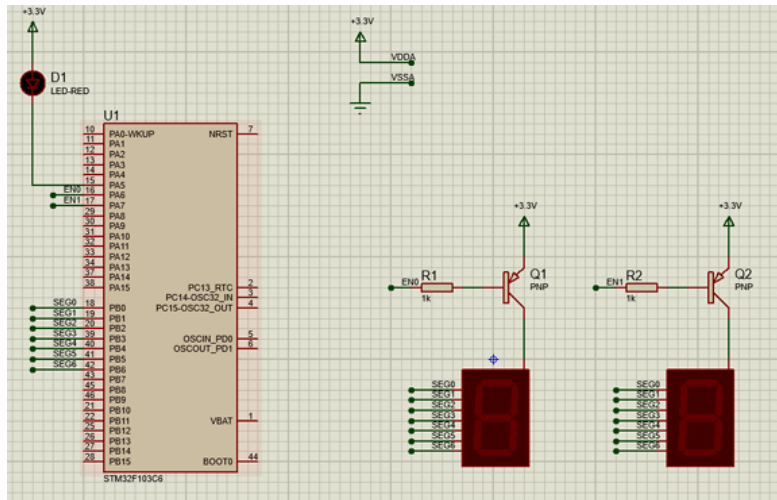 +3.3V
D1
LED-RED
+3.3V
VDDA
VSSA
U1
10 PA0-WKUP NRST 7
11 PA1
12 PA2
13 PA3
14 PA4
15 PA5
EN0 16 PA6
EN1 17 PA7
29 PA8
30 PA9
31 PA10
32 PA11
33 PA12
34 PA13
37 PA14
38 PA15 PC13_RTC 2
PC14-OSC32_IN 3
SEG0 18 PB0 PC15-OSC32_OUT 4
SEG1 19 PB1
SEG2 20 PB2
SEG3 39 PB3 OSCIN_PD0 5
SEG4 40 PB4 OSCOUT_PD1 6
SEG5 41 PB5
SEG6 42 PB6
43 PB7
45 PB8
46 PB9
21 PB10
22 PB11 VBAT 1
25 PB12
26 PB13
27 PB14
28 PB15 BOOT0 44
STM32F103C6
+3.3V
EN0 R1
1k
Q1
PNP
SEG0
SEG1
SEG2
SEG3
SEG4
SEG5
SEG6
+3.3V
EN1 R2
1k
Q2
PNP
SEG0
SEG1
SEG2
SEG3
SEG4
SEG5
SEG6